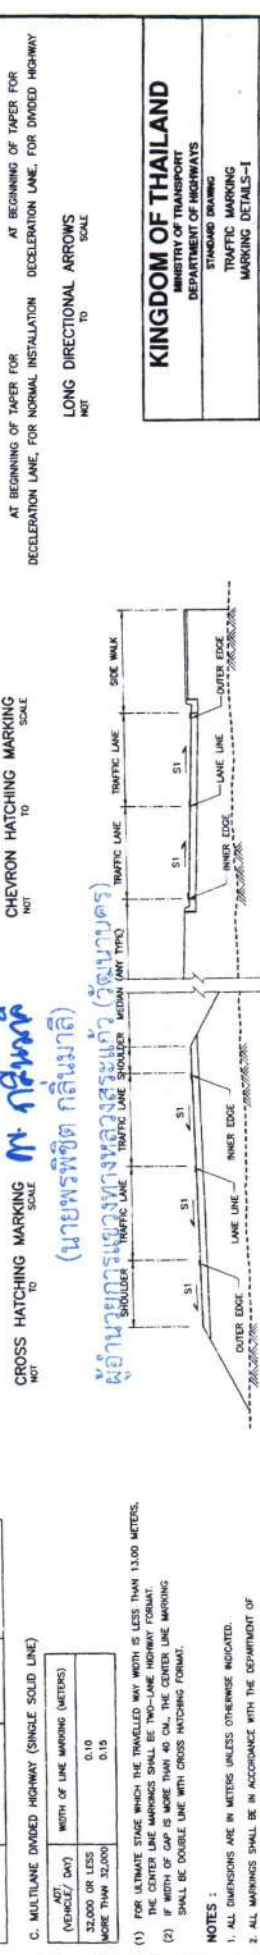 C. MULTILANE DIVIDED HIGHWAY (SINGLE SOLID LINE)
ADT. (VEHICLE/ DAY) WIDTH OF LINE MARKING (METERS)
32,000 OR LESS 0.10
MORE THAN 32,000 0.15
(1) FOR ULTIMATE STAGE WHICH THE TRAVELLED WAY WIDTH IS LESS THAN 13.00 METERS,
THE CENTER LINE MARKINGS SHALL BE TWO-LANE HIGHWAY FORMAT.
(2) IF WIDTH OF GAP IS MORE THAN 40 CM., THE CENTER LINE MARKING
SHALL BE DOUBLE LINE WITH CROSS HATCHING FORMAT.
NOTES :
1. ALL DIMENSIONS ARE IN METERS UNLESS OTHERWISE INDICATED.
2. ALL MARKINGS SHALL BE IN ACCORDANCE WITH THE DEPARTMENT OF
CROSS HATCHING MARKING
NOT TO SCALE
(นายพรพิชิต กลิ่นมาลี)
ผู้อำนวยการแขวงทางหลวงสระแก้ว (วัฒนานคร)
SHOULDER TRAFFIC LANE TRAFFIC LANE SHOULDER MEDIAN (ANY TYPE) TRAFFIC LANE TRAFFIC LANE SIDE WALK
S1 S1 S1 S1 S1
OUTER EDGE LANE LINE INNER EDGE INNER EDGE LANE LINE OUTER EDGE
CHEVRON HATCHING MARKING
NOT TO SCALE
AT BEGINNING OF TAPER FOR
DECELERATION LANE, FOR NORMAL INSTALLATION
AT BEGINNING OF TAPER FOR
DECELERATION LANE, FOR DIVIDED HIGHWAY
LONG DIRECTIONAL ARROWS
NOT TO SCALE
KINGDOM OF THAILAND
MINISTRY OF TRANSPORT
DEPARTMENT OF HIGHWAYS
STANDARD DRAWING
TRAFFIC MARKING
MARKING DETAILS-I